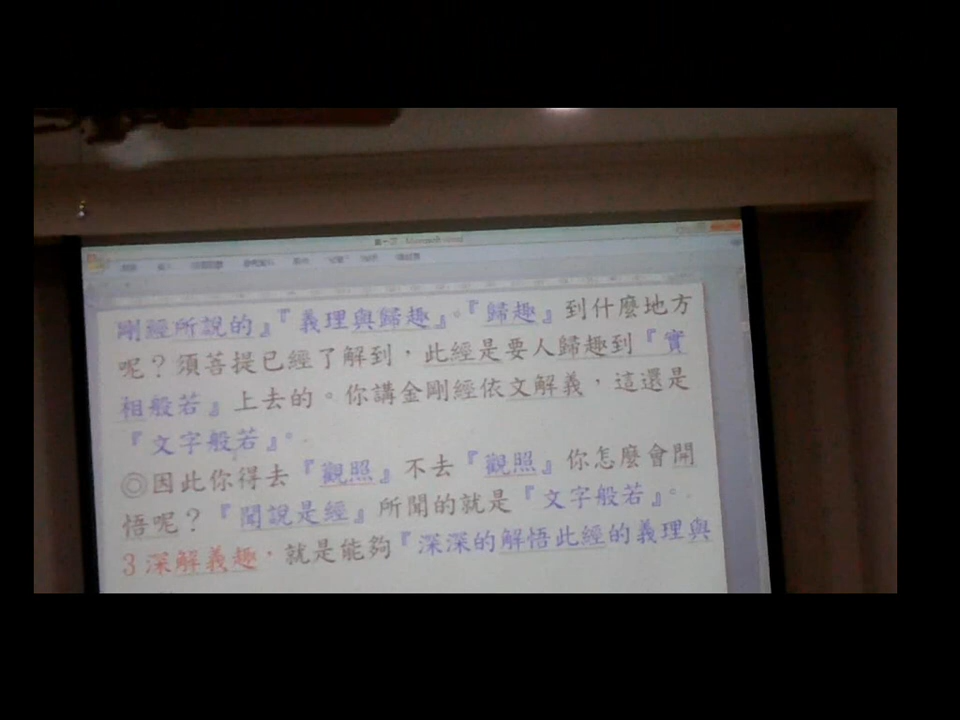 剛經所說的』『義理與歸趣』。『歸趣』到什麼地方
呢？須菩提已經了解到，此經是要人歸趣到『實
相般若』上去的。你講金剛經依文解義，這還是
『文字般若』。
◎因此你得去『觀照』不去『觀照』你怎麼會開
悟呢？『聞說是經』所聞的就是『文字般若』。
3 深解義趣，就是能夠『深深的解悟此經的義理與